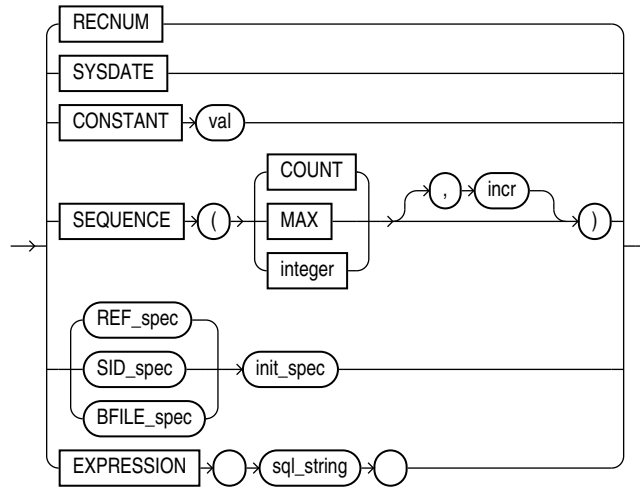 RECNUM
SYSDATE
CONSTANT val
COUNT
, incr
SEQUENCE ( MAX )
integer
REF_spec
SID_spec init_spec
BFILE_spec
EXPRESSION sql_string